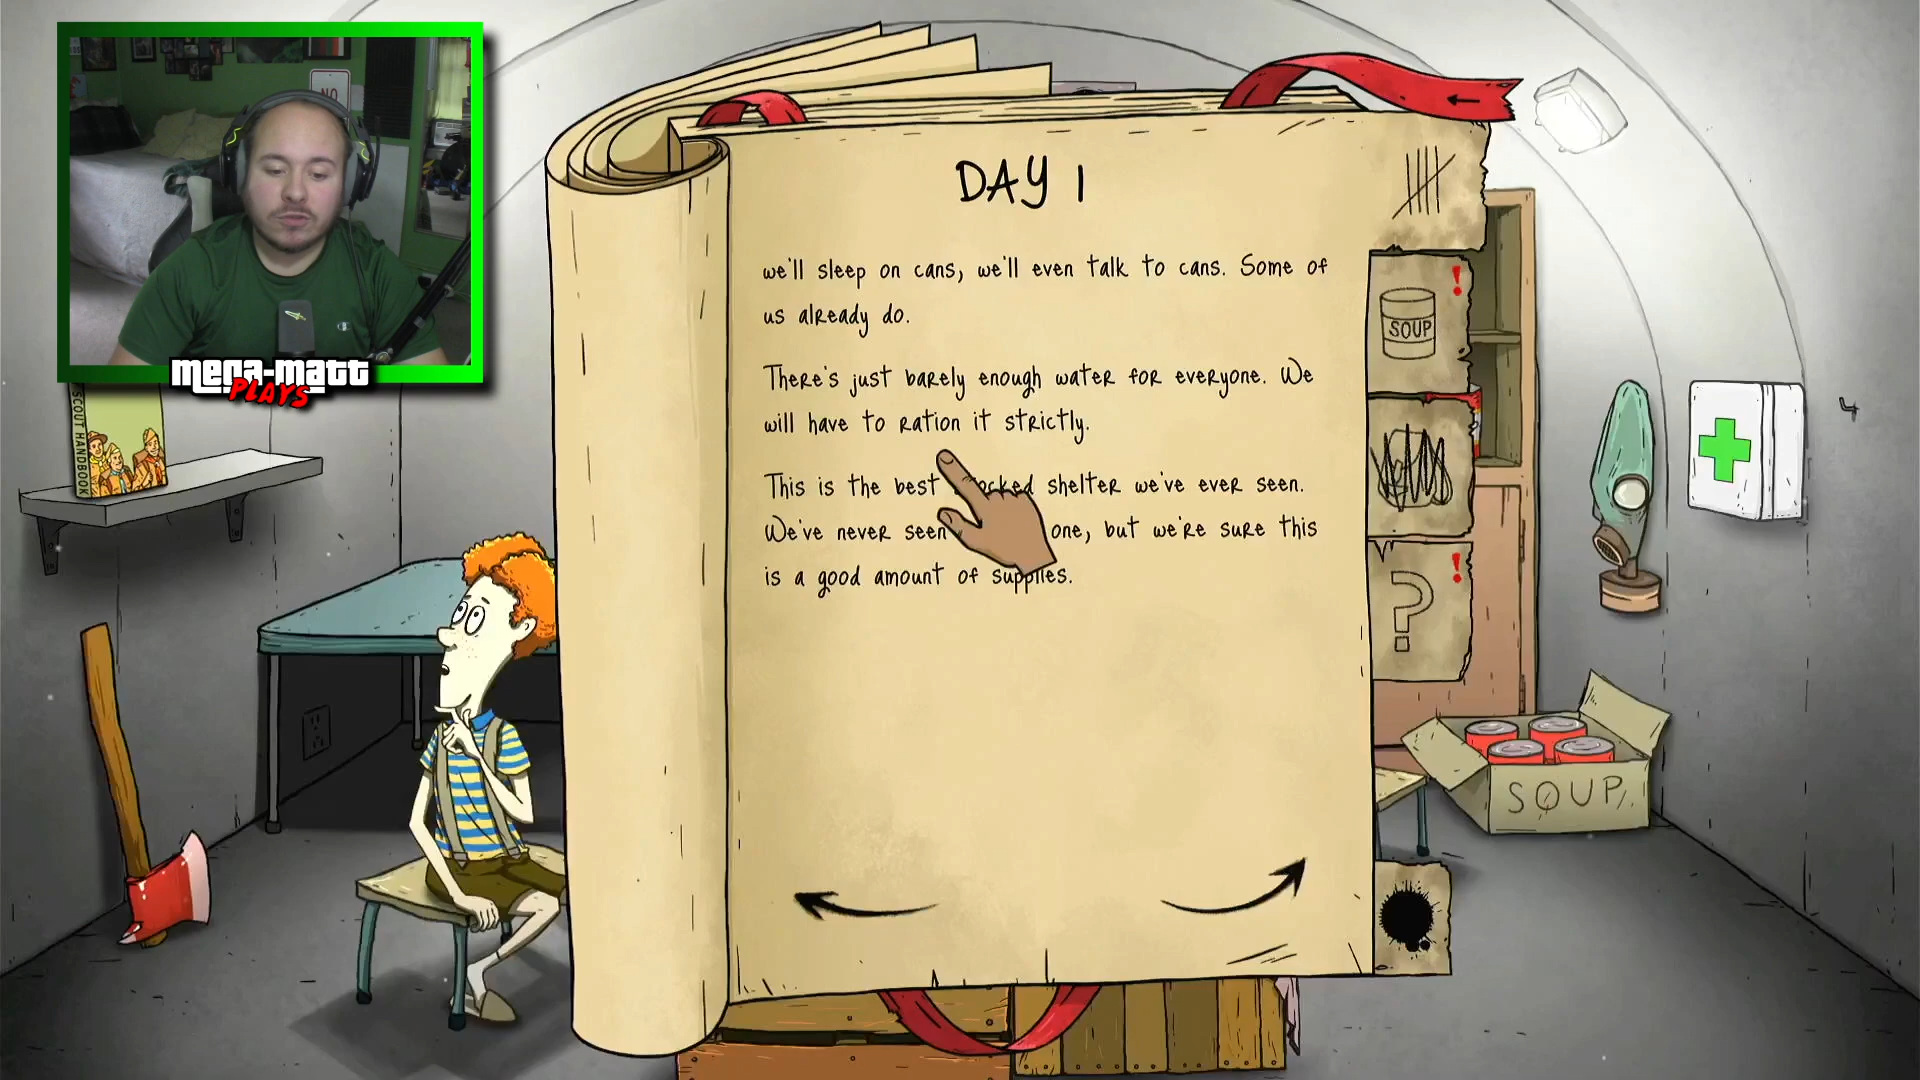 NO
mega-matt
PLAYS
SCOUT HANDBOOK
DAY 1
we'll sleep on cans, we'll even talk to cans. Some of
us already do.
There's just barely enough water for everyone. We
will have to ration it strictly.
This is the best shelter we've ever seen.
We've never seen one, but we're sure this
is a good amount of supplies.
SOUP
!
?
!
SOUP